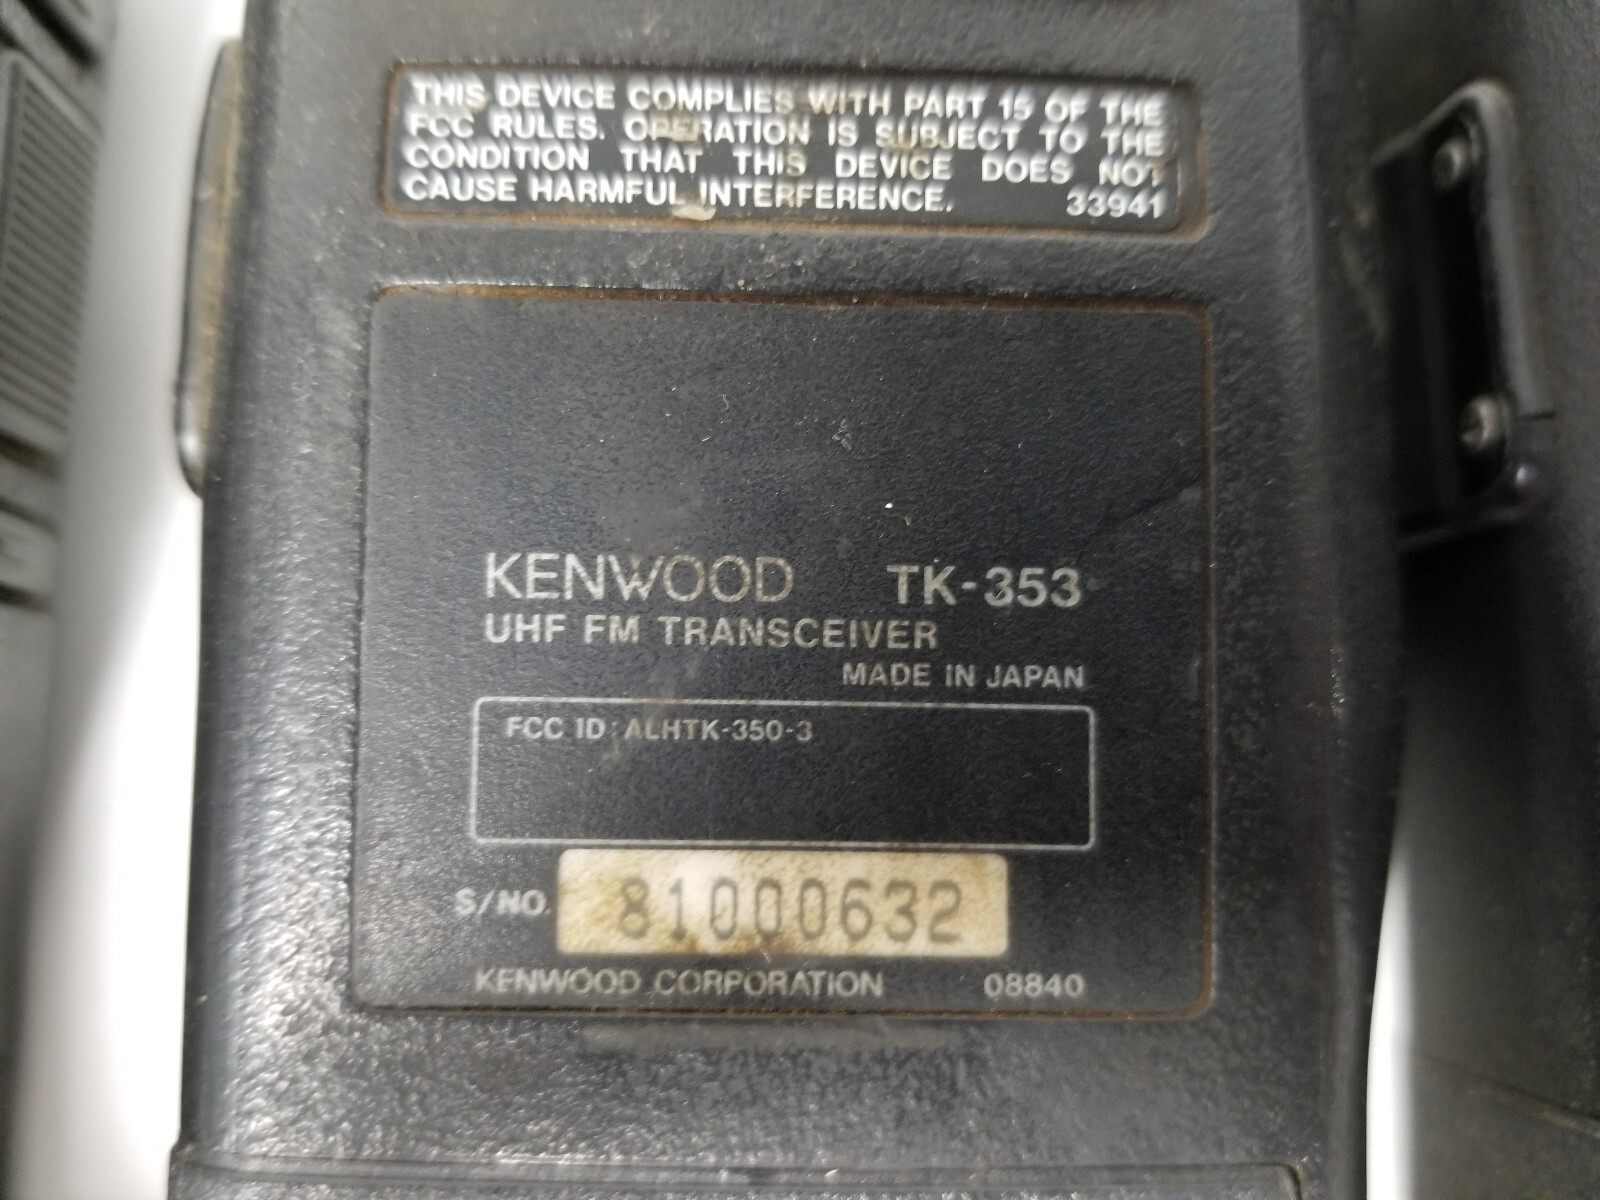 THIS DEVICE COMPLIES WITH PART 15 OF THE
FCC RULES. OPERATION IS SUBJECT TO THE
CONDITION THAT THIS DEVICE DOES NOT
CAUSE HARMFUL INTERFERENCE. 33941
KENWOOD TK-353
UHF FM TRANSCEIVER
MADE IN JAPAN
FCC ID: ALHTK-350-3
S/NO. 81000632
KENWOOD CORPORATION 08840